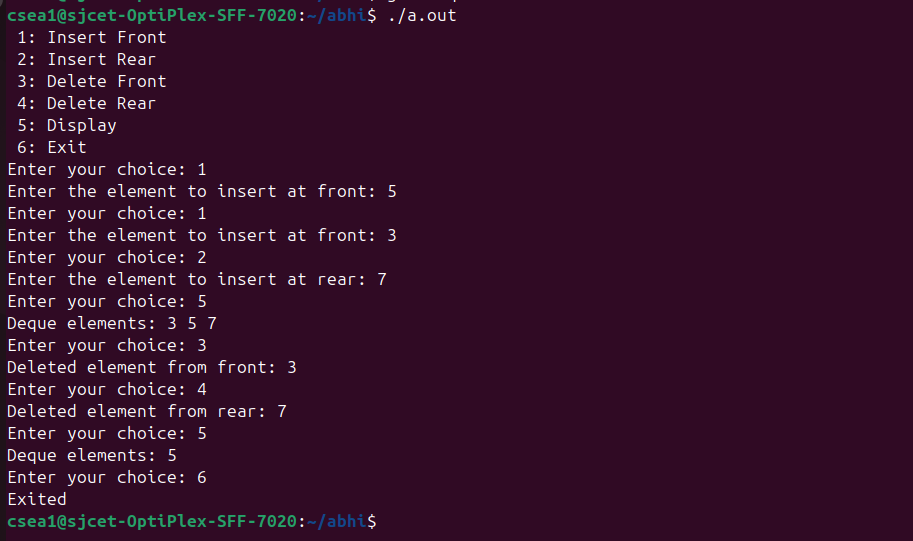 csea1@sjcet-OptiPlex-SFF-7020:~/abhi$ ./a.out
1: Insert Front
2: Insert Rear
3: Delete Front
4: Delete Rear
5: Display
6: Exit
Enter your choice: 1
Enter the element to insert at front: 5
Enter your choice: 1
Enter the element to insert at front: 3
Enter your choice: 2
Enter the element to insert at rear: 7
Enter your choice: 5
Deque elements: 3 5 7
Enter your choice: 3
Deleted element from front: 3
Enter your choice: 4
Deleted element from rear: 7
Enter your choice: 5
Deque elements: 5
Enter your choice: 6
Exited
csea1@sjcet-OptiPlex-SFF-7020:~/abhi$